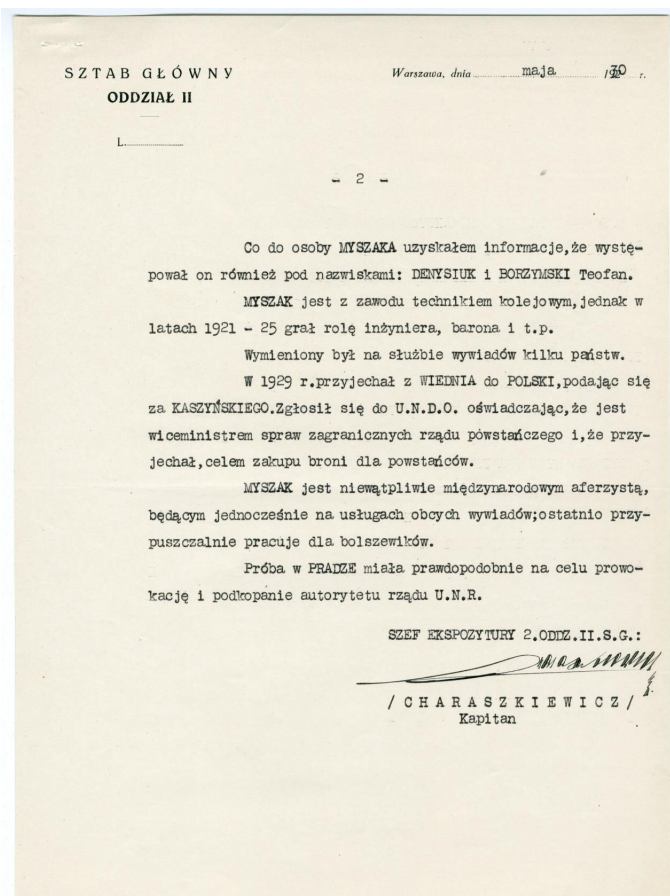 SZTAB GŁÓWNY
ODDZIAŁ II
Warszawa, dnia maja 1930 r.
L.
- 2 -
Co do osoby MYSZAKA uzyskałem informacje,że wystę-
pował on również pod nazwiskami: DENYSIUK i BORZYMSKI Teofan.
MYSZAK jest z zawodu technikiem kolejowym,jednak w
latach 1921 - 25 grał rolę inżyniera, barona i t.p.
Wymieniony był na służbie wywiadów kilku państw.
W 1929 r.przyjechał z WIEDNIA do POLSKI,podając się
za KASZYŃSKIEGO.Zgłosił się do U.N.D.O. oświadczając,że jest
wiceministrem spraw zagranicznych rządu powstańczego i,że przy-
jechał,celem zakupu broni dla powstańców.
MYSZAK jest niewątpliwie międzynarodowym aferzystą,
będącym jednocześnie na usługach obcych wywiadów;ostatnio przy-
puszczalnie pracuje dla bolszewików.
Próba w PRADZE miała prawdopodobnie na celu prowo-
kację i podkopanie autorytetu rządu U.N.R.
SZEF EKSPOZYTURY 2.ODDZ.II.S.G.:
/ CHARASZKIEWICZ /
Kapitan